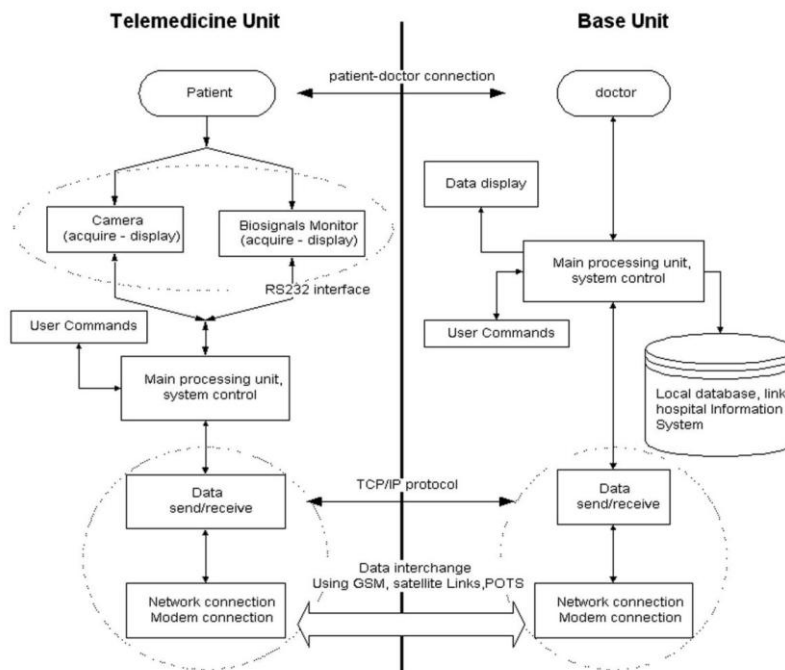 Telemedicine Unit
Base Unit
patient-doctor connection
Patient
doctor
Data display
Camera
(acquire - display)
Biosignals Monitor
(acquire - display)
RS232 interface
Main processing unit,
system control
User Commands
User Commands
Main processing unit,
system control
Local database, link
hospital Information
System
TCP/IP protocol
Data
send/receive
Data
send/receive
Data interchange
Using GSM, satellite Links,POTS
Network connection
Modem connection
Network connection
Modem connection